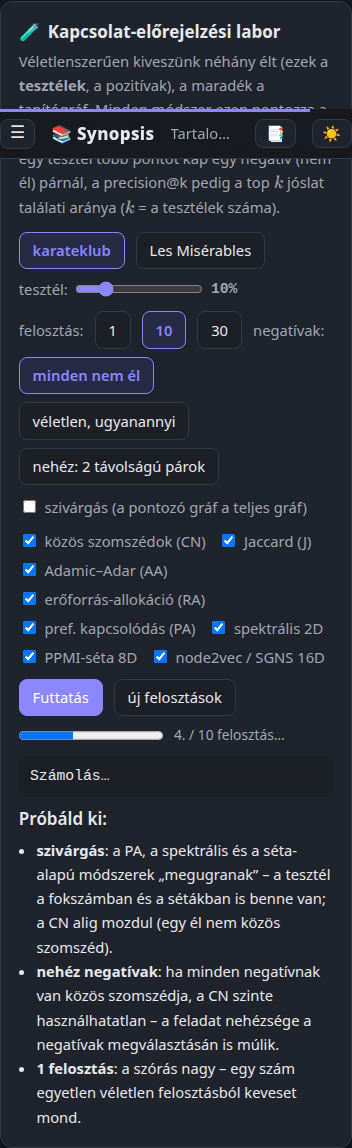 🧪 Kapcsolat-előrejelzési labor
Véletlenszerűen kiveszünk néhány élt (ezek a
tesztélek, a pozitívak), a maradék a
☰ 📚 Synopsis Tartalo... 📑 ☀️
egy tesztél több pontot kap egy negatív (nem
él) párnál, a precision@k pedig a top k jóslat
találati aránya (k = a tesztélek száma).
karateklub Les Misérables
tesztél: 10%
felosztás: 1 10 30 negatívak:
minden nem él
véletlen, ugyanannyi
nehéz: 2 távolságú párok
szivárgás (a pontozó gráf a teljes gráf)
közös szomszédok (CN) Jaccard (J)
Adamic–Adar (AA)
erőforrás-allokáció (RA)
pref. kapcsolódás (PA) spektrális 2D
PPMI-séta 8D node2vec / SGNS 16D
Futtatás új felosztások
4. / 10 felosztás…
Számolás…
Próbáld ki:
• szivárgás: a PA, a spektrális és a séta-
alapú módszerek „megugranak” – a tesztél
a fokszámban és a sétákban is benne van;
a CN alig mozdul (egy él nem közös
szomszéd).
• nehéz negatívak: ha minden negatívnak
van közös szomszédja, a CN szinte
használhatatlan – a feladat nehézsége a
negatívak megválasztásán is múlik.
• 1 felosztás: a szórás nagy – egy szám
egyetlen véletlen felosztásból keveset
mond.